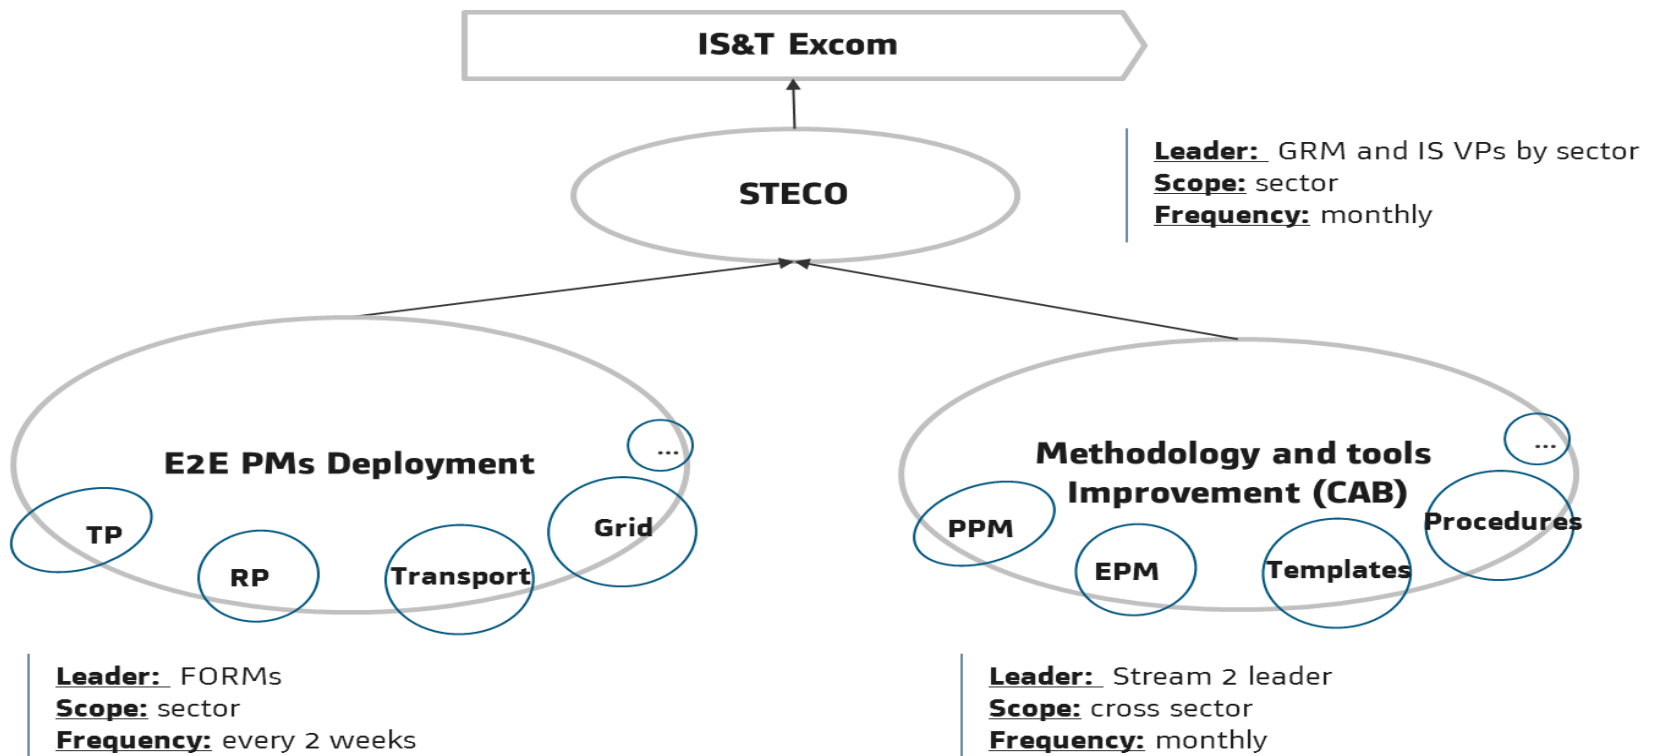 IS&T Excom
STECO
Leader: GRM and IS VPs by sector
Scope: sector
Frequency: monthly
E2E PMs Deployment
...
TP
RP
Transport
Grid
Methodology and tools
Improvement (CAB)
...
PPM
EPM
Templates
Procedures
Leader: FORMs
Scope: sector
Frequency: every 2 weeks
Leader: Stream 2 leader
Scope: cross sector
Frequency: monthly